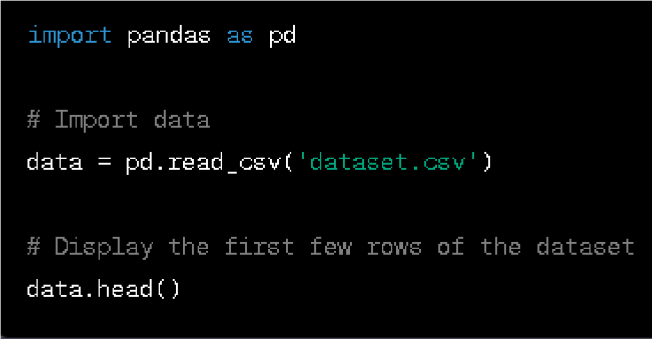 import pandas as pd
# Import data
data = pd.read_csv('dataset.csv')
# Display the first few rows of the dataset
data.head()